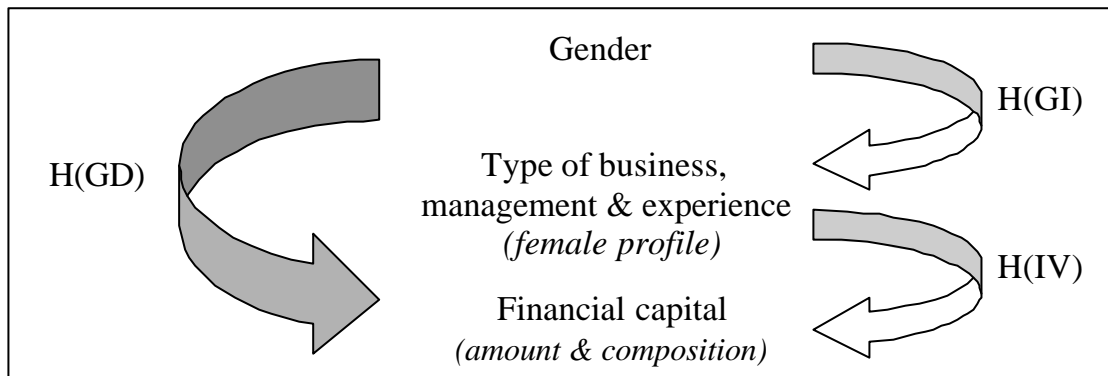 Gender
H(GI)
H(GD)
Type of business,
management & experience
(female profile)
H(IV)
Financial capital
(amount & composition)